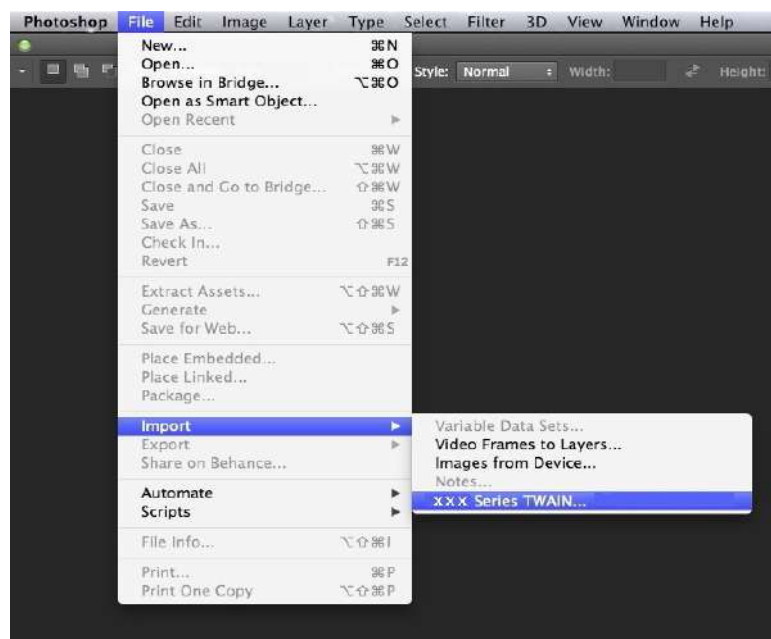 Photoshop File Edit Image Layer Type Select Filter 3D View Window Help
New... ⌘N
Open... ⌘O
Style: Normal Width: Height:
Browse in Bridge... ⌥⌘O
Open as Smart Object...
Open Recent
Close ⌘W
Close All ⌥⌘W
Close and Go to Bridge... ⇧⌘W
Save ⌘S
Save As... ⇧⌘S
Check In...
Revert F12
Extract Assets... ⌥⇧⌘W
Generate
Save for Web... ⌥⇧⌘S
Place Embedded...
Place Linked...
Package...
Import
Export
Share on Behance...
Automate
Scripts
File Info... ⌥⇧⌘I
Print... ⌘P
Print One Copy ⌥⇧⌘P
Variable Data Sets...
Video Frames to Layers...
Images from Device...
Notes...
xxx Series TWAIN...